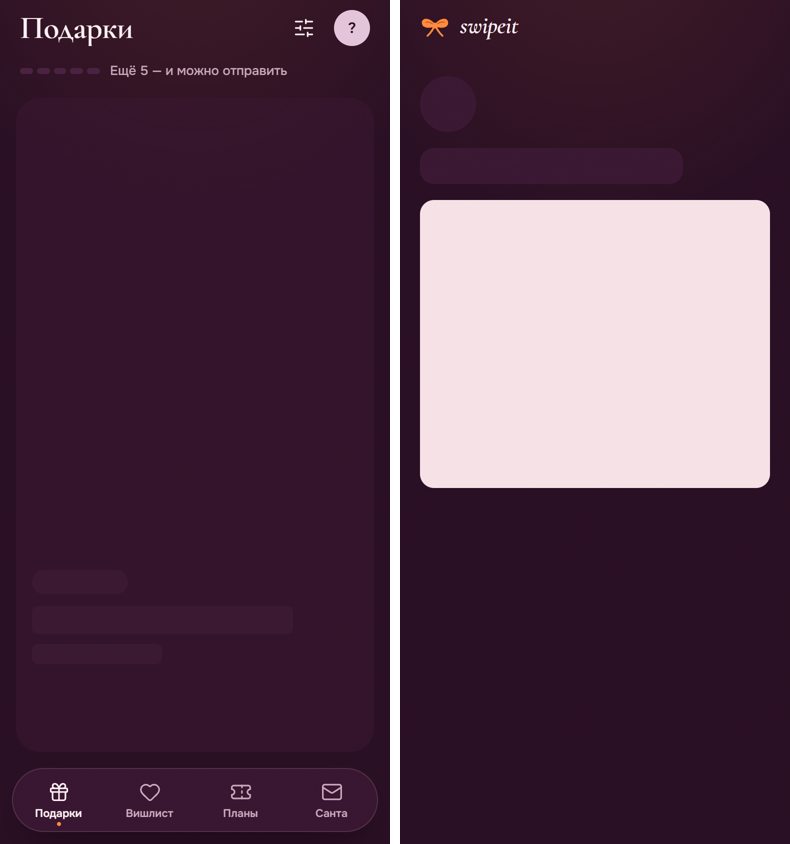 Подарки
?
Ещё 5 — и можно отправить
Подарки
Вишлист
Планы
Санта
swipeit